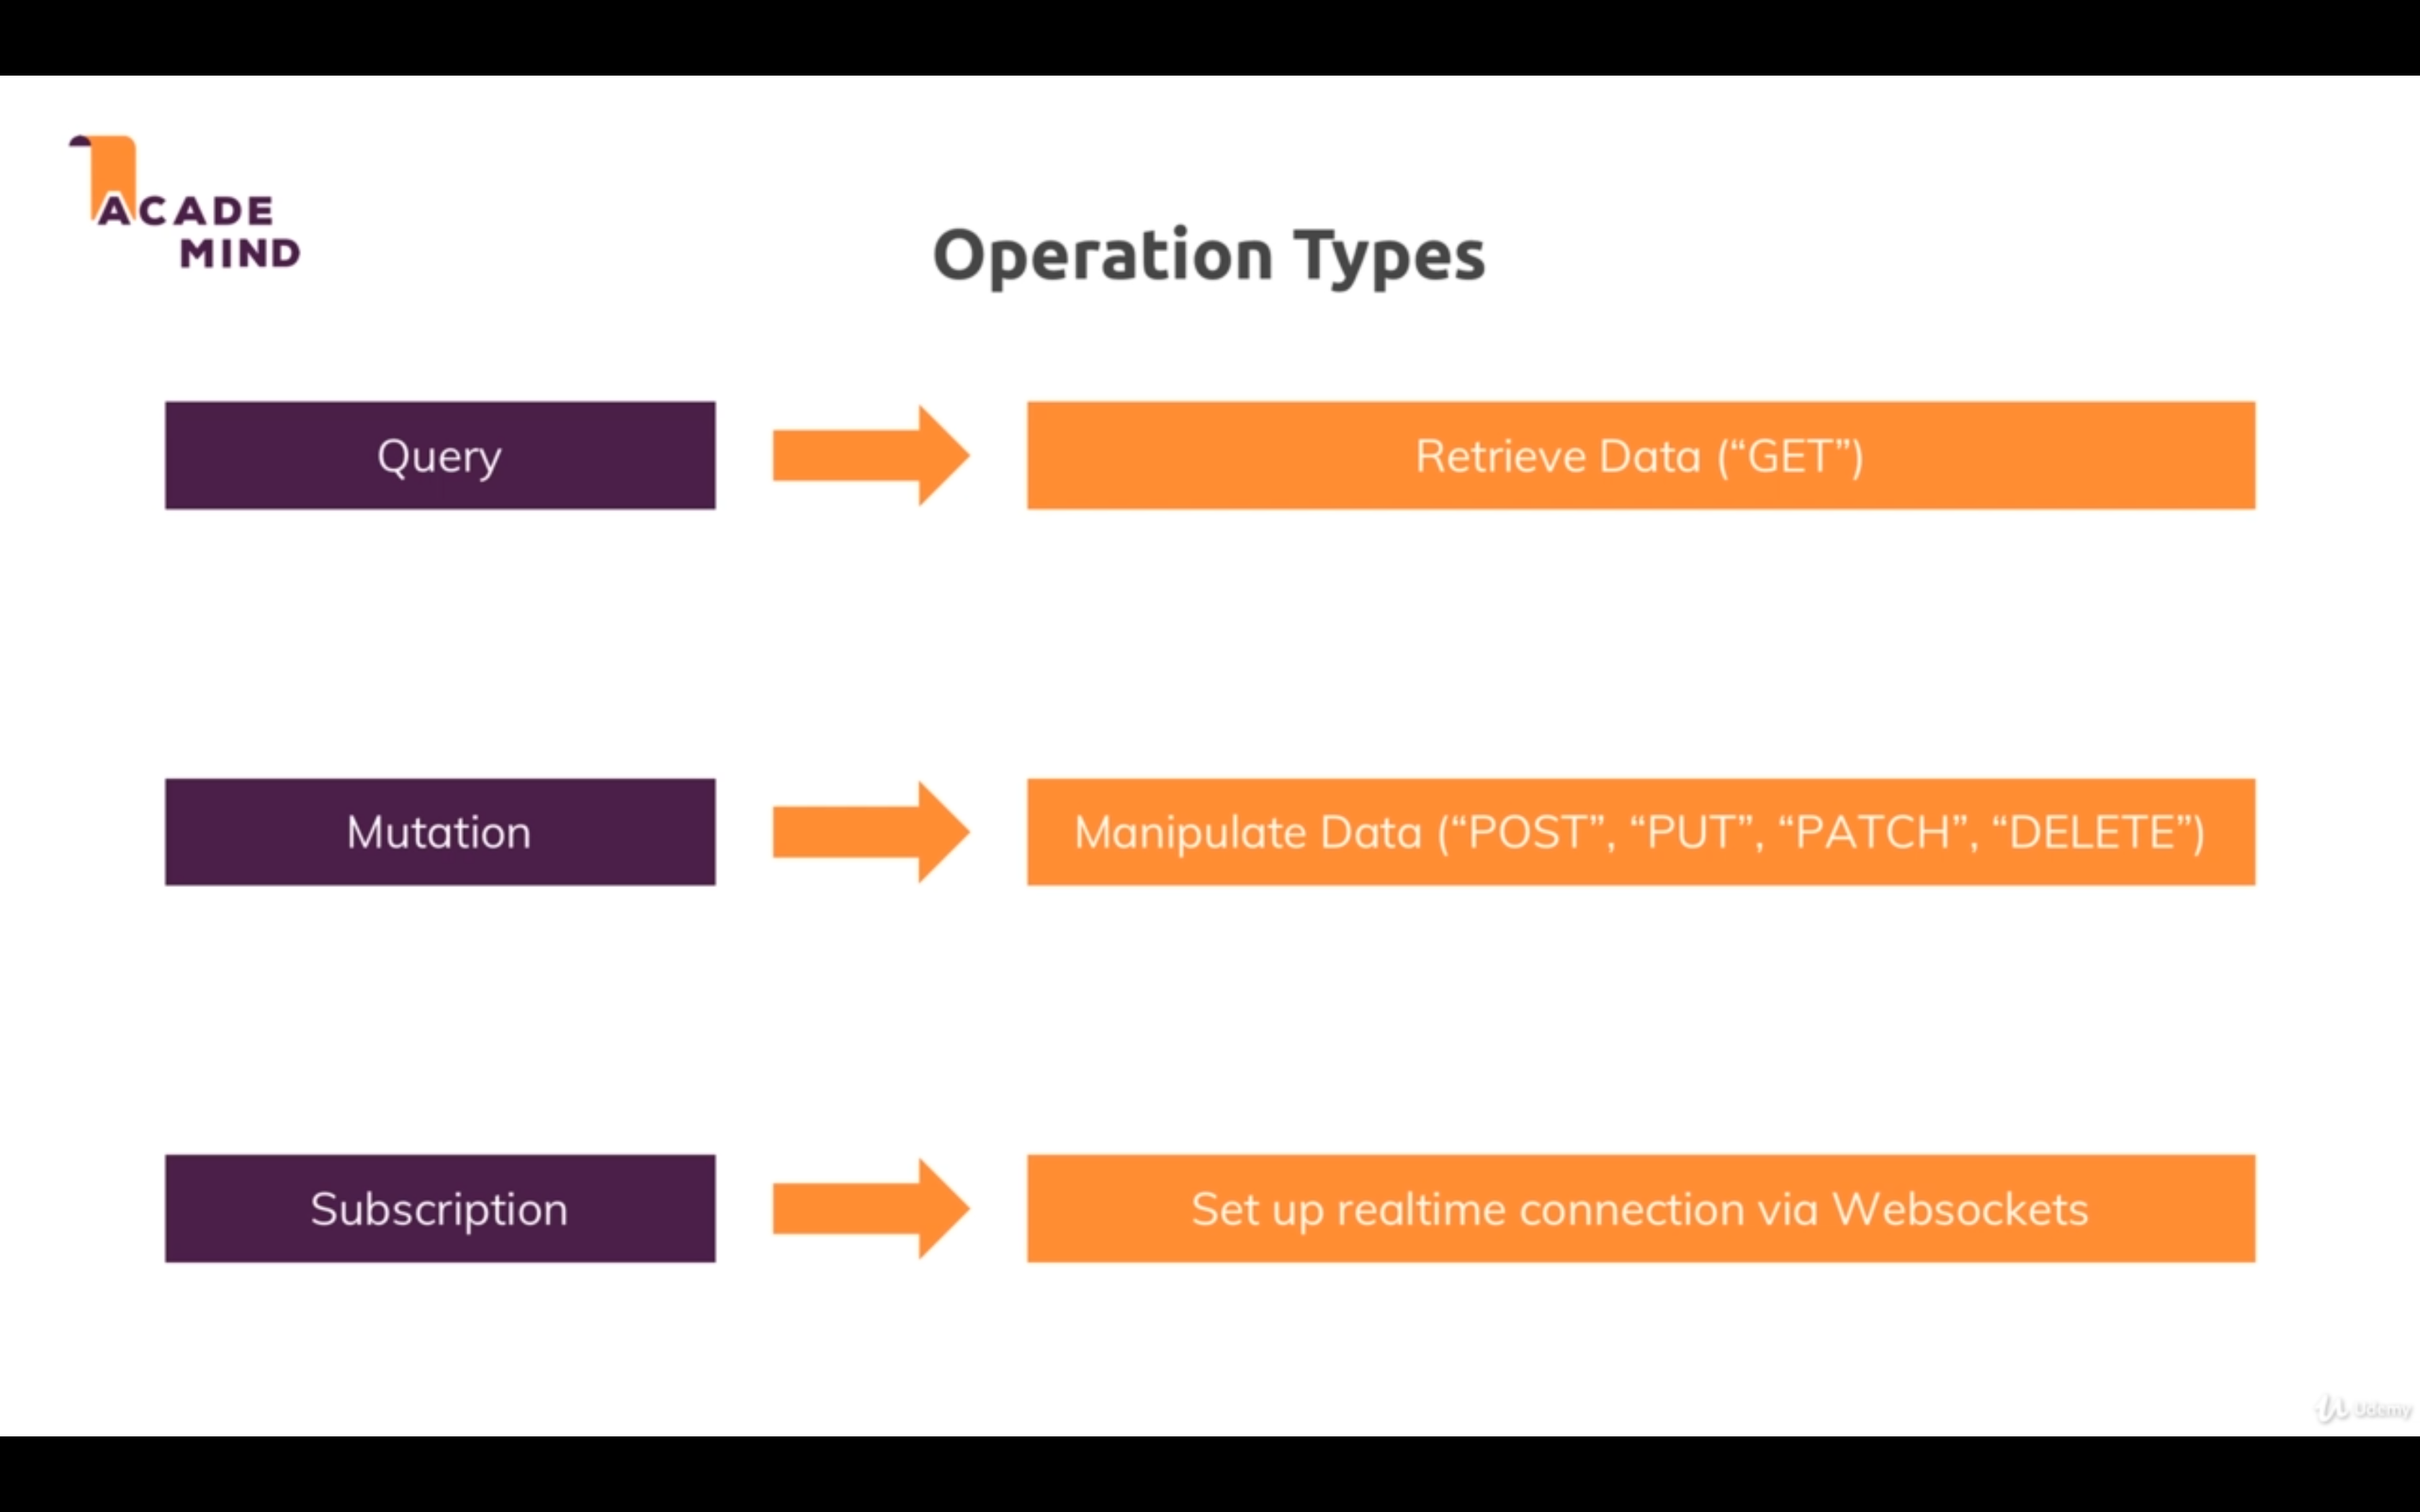 ACADE
MIND
Operation Types
Query
Retrieve Data (“GET”)
Mutation
Manipulate Data (“POST”, “PUT”, “PATCH”, “DELETE”)
Subscription
Set up realtime connection via Websockets
Udemy